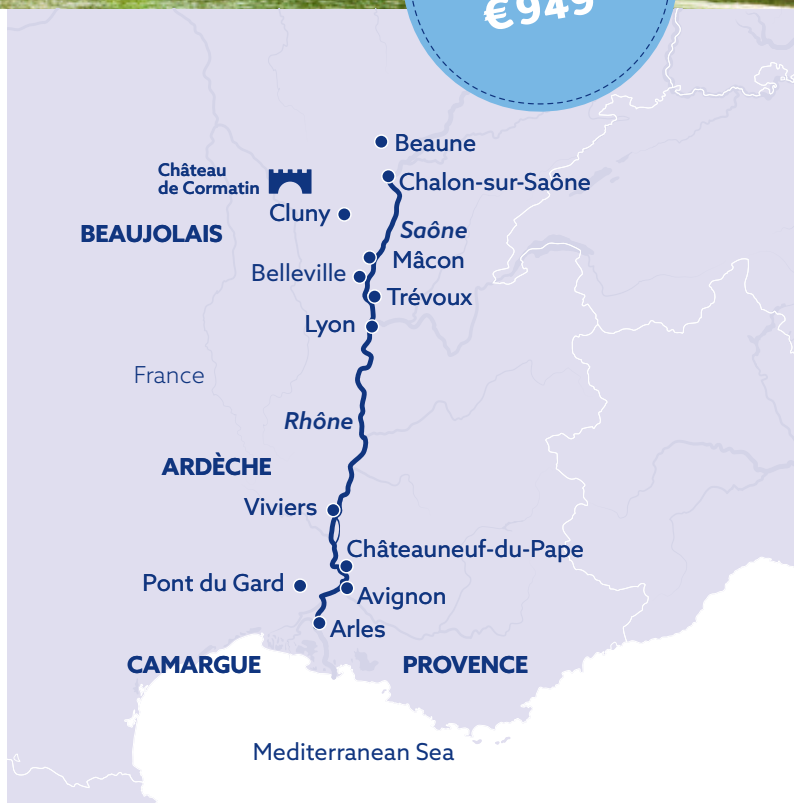 €949
Beaune
Château
de Cormatin
Chalon-sur-Saône
Cluny
BEAUJOLAIS
Saône
Mâcon
Belleville
Trévoux
Lyon
France
Rhône
ARDÈCHE
Viviers
Châteauneuf-du-Pape
Pont du Gard
Avignon
Arles
CAMARGUE
PROVENCE
Mediterranean Sea